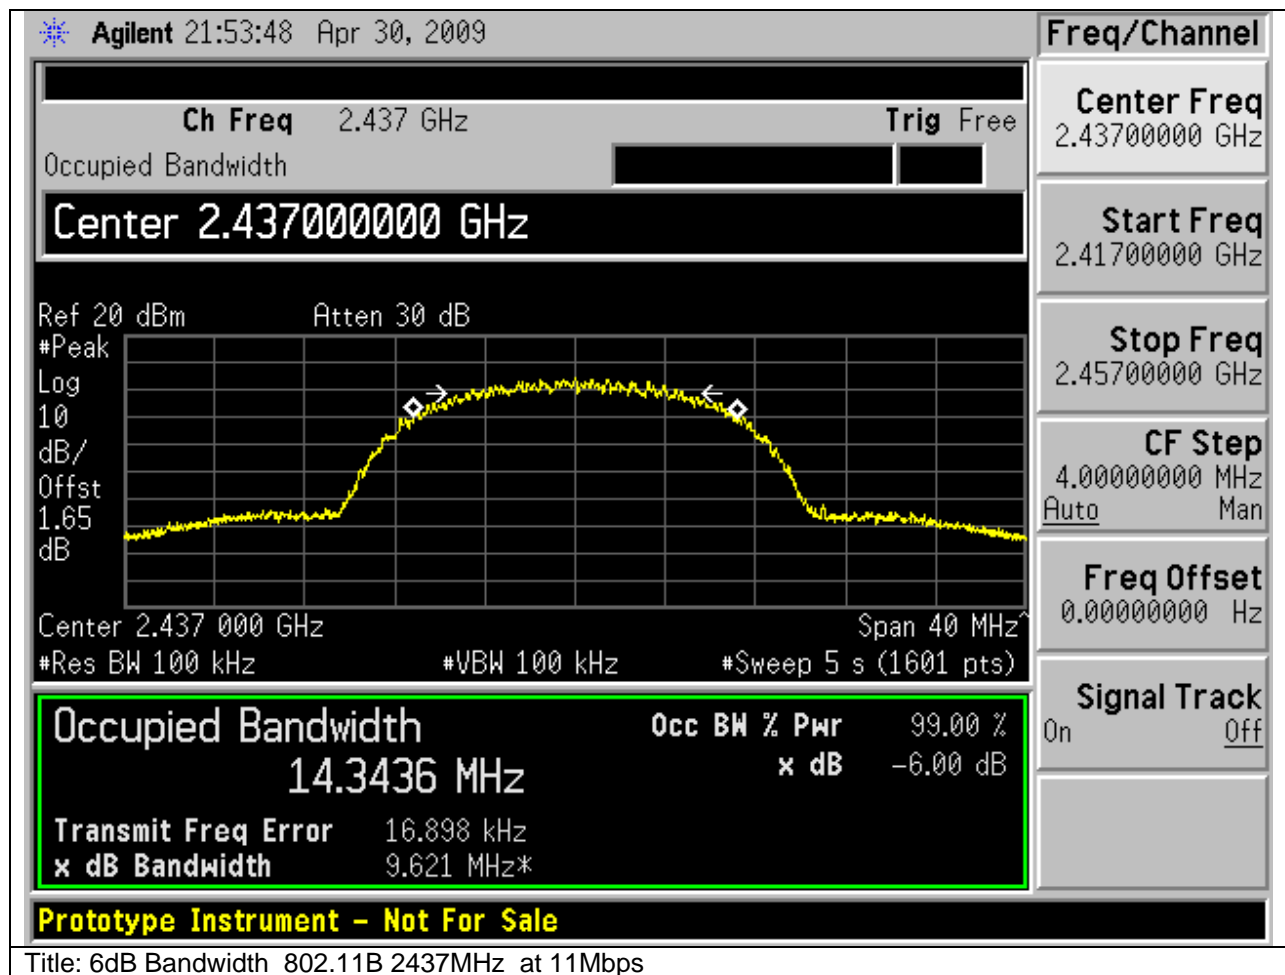 Agilent 21:53:48 Apr 30, 2009
Freq/Channel
Ch Freq 2.437 GHz Trig Free
Occupied Bandwidth
Center 2.437000000 GHz
Ref 20 dBm Atten 30 dB
#Peak
Log
10
dB/
Offst
1.65
dB
Center 2.437 000 GHz Span 40 MHz^
#Res BW 100 kHz #VBW 100 kHz #Sweep 5 s (1601 pts)
Occupied Bandwidth
14.3436 MHz
Occ BW % Pwr 99.00 %
x dB -6.00 dB
Transmit Freq Error 16.898 kHz
x dB Bandwidth 9.621 MHz*
Center Freq
2.43700000 GHz
Start Freq
2.41700000 GHz
Stop Freq
2.45700000 GHz
CF Step
4.00000000 MHz
Auto Man
Freq Offset
0.00000000 Hz
Signal Track
On Off
Prototype Instrument - Not For Sale
Title: 6dB Bandwidth 802.11B 2437MHz at 11Mbps